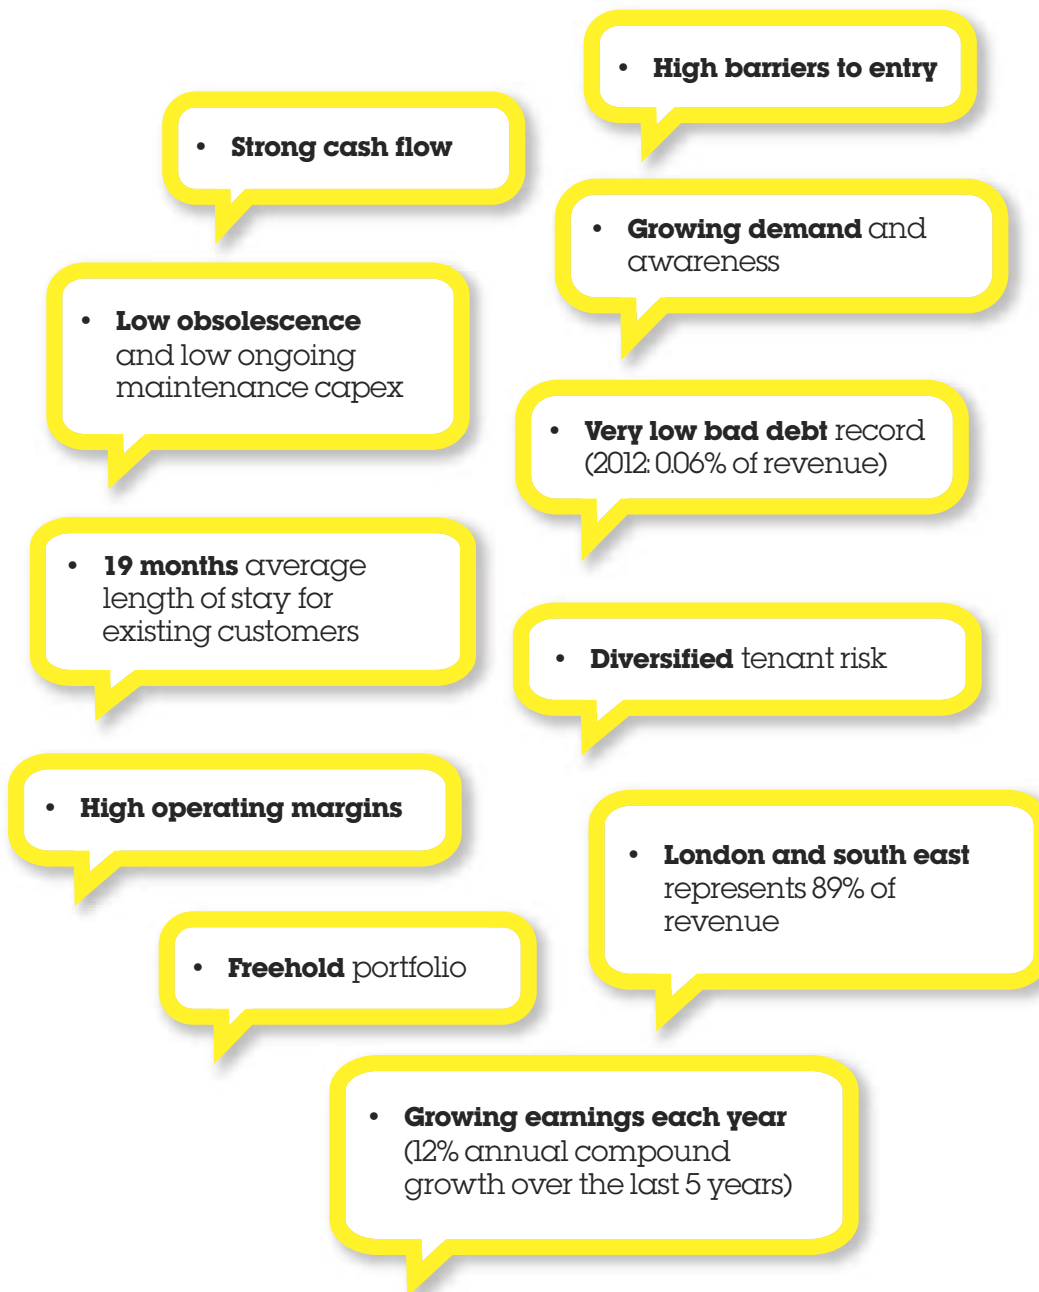 • High barriers to entry
• Strong cash flow
• Growing demand and
awareness
• Low obsolescence
and low ongoing
maintenance capex
• Very low bad debt record
(2012: 0.06% of revenue)
• 19 months average
length of stay for
existing customers
• Diversified tenant risk
• High operating margins
• London and south east
represents 89% of
revenue
• Freehold portfolio
• Growing earnings each year
(12% annual compound
growth over the last 5 years)